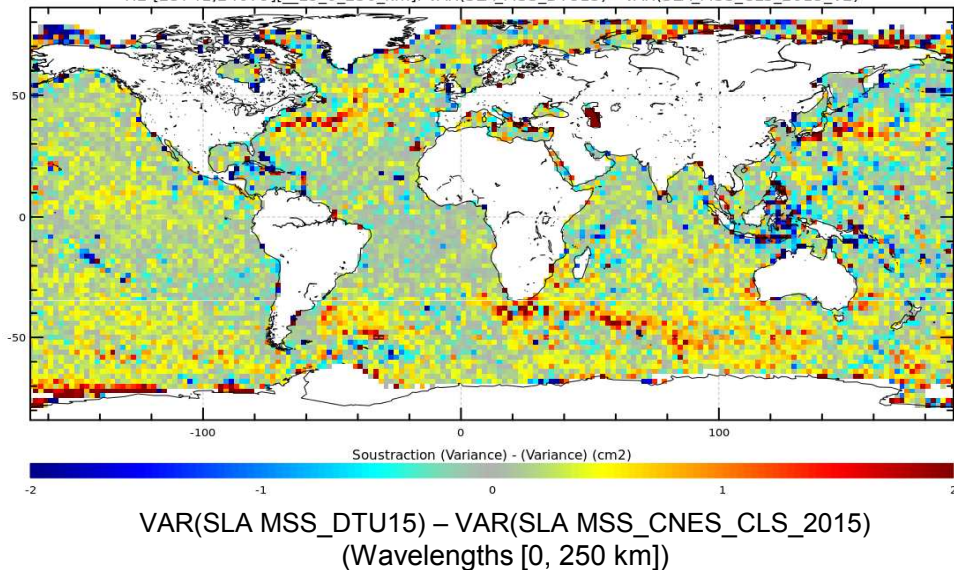 50
0
-50
-100 0 100
Soustraction (Variance) - (Variance) (cm2)
-2 -1 0 1 2
VAR(SLA MSS_DTU15) – VAR(SLA MSS_CNES_CLS_2015)
(Wavelengths [0, 250 km])